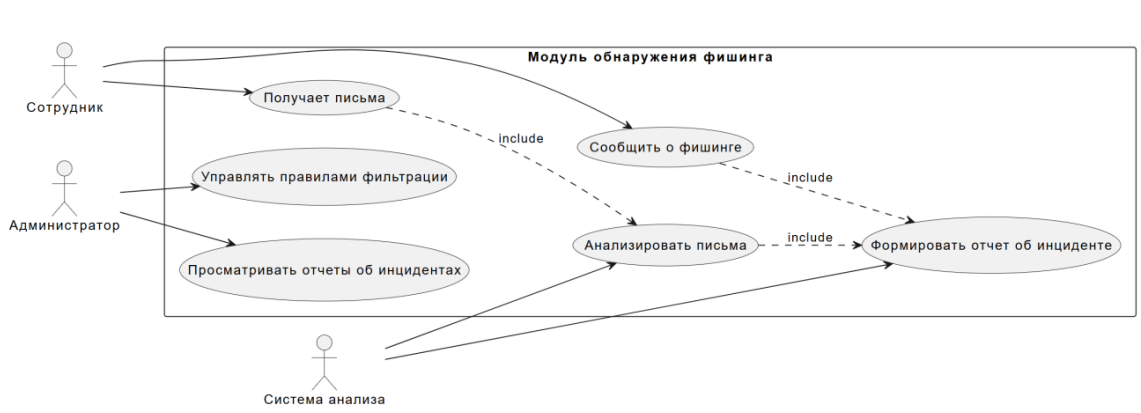 Модуль обнаружения фишинга
Сотрудник
Получает письма
include
Сообщить о фишинге
include
Управлять правилами фильтрации
Администратор
Анализировать письма
include
Формировать отчет об инциденте
Просматривать отчеты об инцидентах
Система анализа